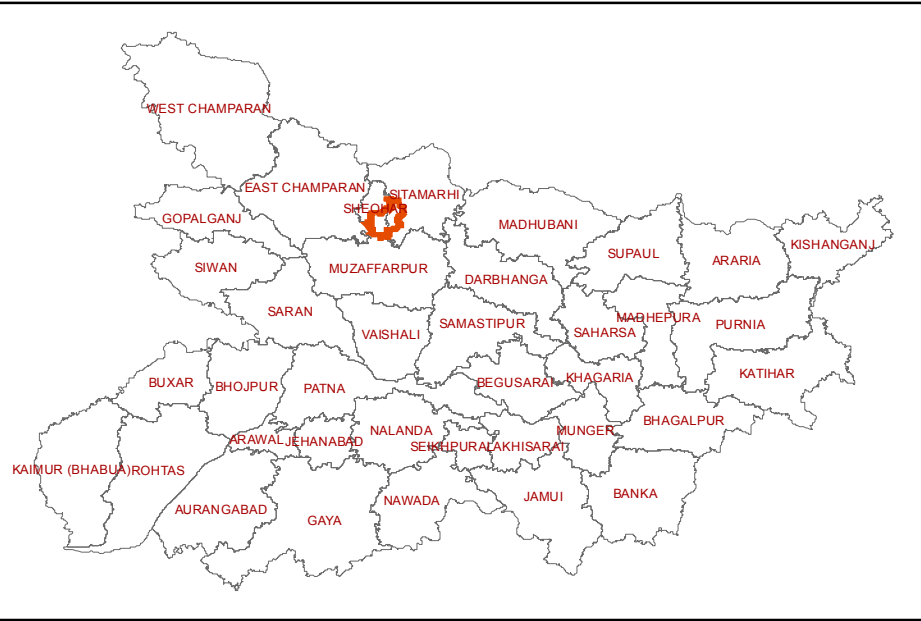 WEST CHAMPARAN
EAST CHAMPARAN
SITAMARHI
SHEOHAR
GOPALGANJ
MADHUBANI
KISHANGANJ
SUPAUL
ARARIA
SIWAN
MUZAFFARPUR
DARBHANGA
SARAN
MADHEPURA
SAMASTIPUR
PURNIA
VAISHALI
SAHARSA
KATIHAR
BUXAR
BHOJPUR
PATNA
BEGUSARAI
KHAGARIA
BHAGALPUR
NALANDA
MUNGER
ARAWAL
JEHANABAD
SEIKHPURA
LAKHISARAI
KAIMUR (BHABUA)
ROHTAS
BANKA
JAMUI
NAWADA
AURANGABAD
GAYA